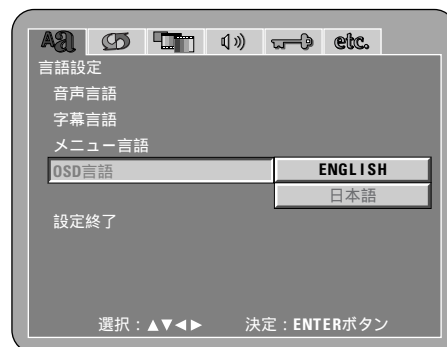 Aあ etc.
言語設定
音声言語
字幕言語
メニュー言語
OSD言語 ENGLISH
日本語
設定終了
選択：▲▼◀▶ 決定：ENTERボタン